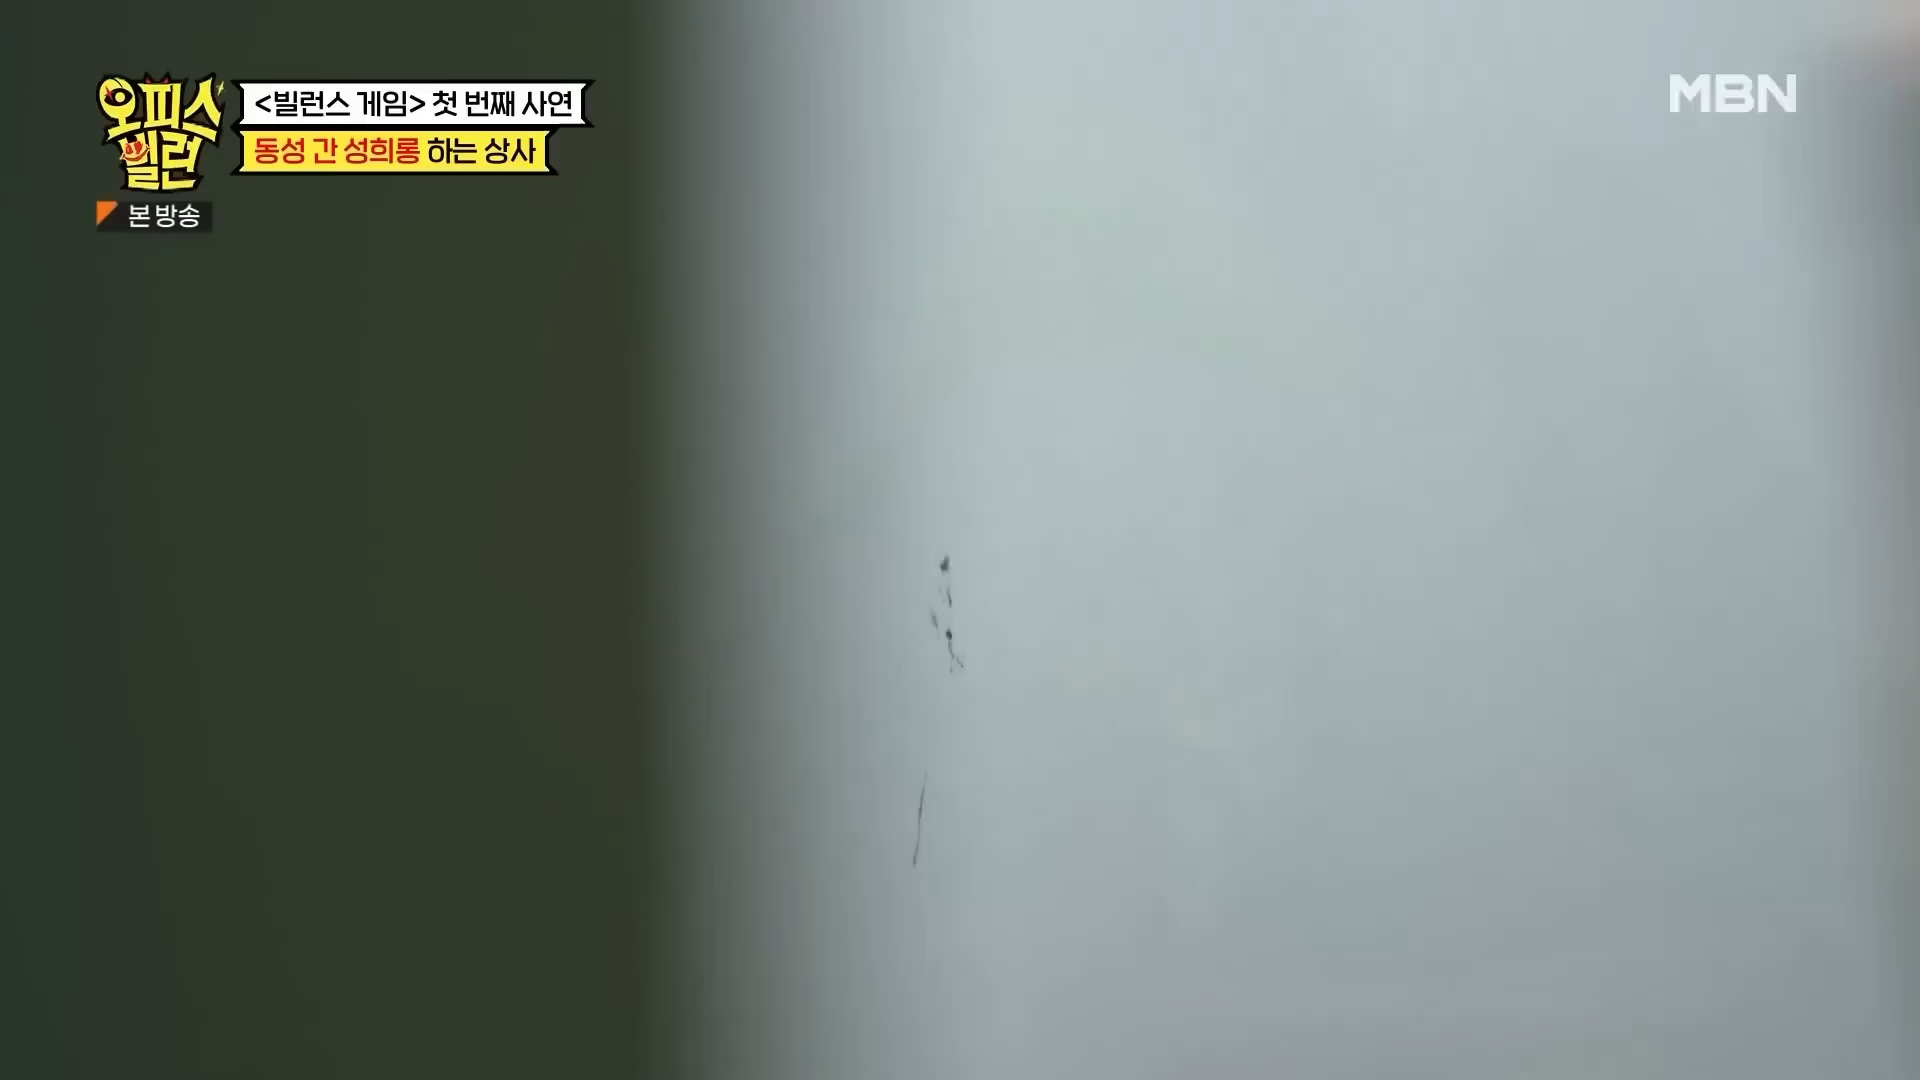 오피스
빌런
<빌런스 게임> 첫 번째 사연
동성 간 성희롱 하는 상사
본 방송
MBN